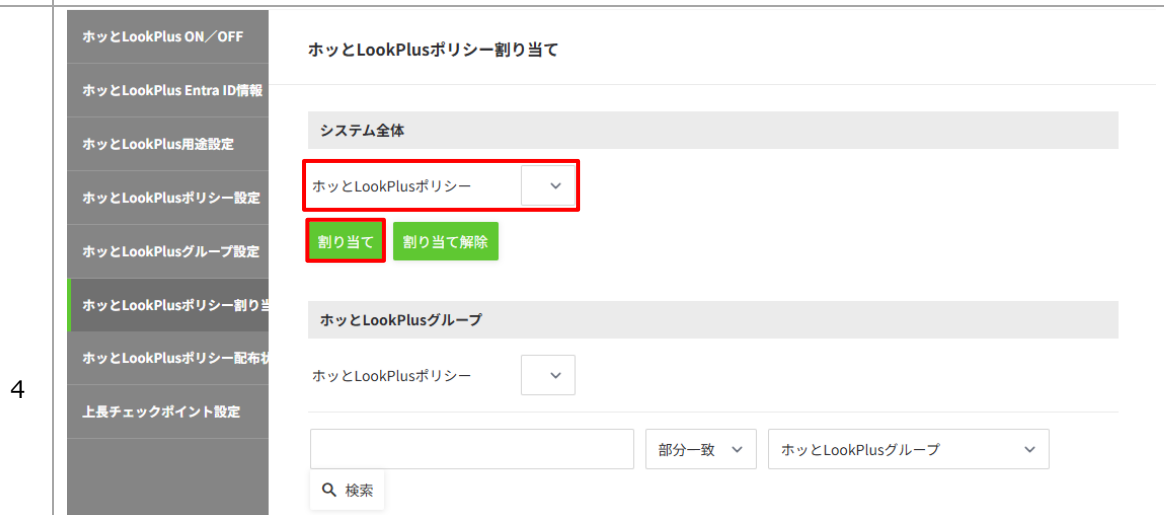 ホッとLookPlus ON／OFF
ホッとLookPlus Entra ID情報
ホッとLookPlus用途設定
ホッとLookPlusポリシー設定
ホッとLookPlusグループ設定
ホッとLookPlusポリシー割り当
ホッとLookPlusポリシー配布状
上長チェックポイント設定
4
ホッとLookPlusポリシー割り当て
システム全体
ホッとLookPlusポリシー
割り当て 割り当て解除
ホッとLookPlusグループ
ホッとLookPlusポリシー
部分一致 ホッとLookPlusグループ
検索